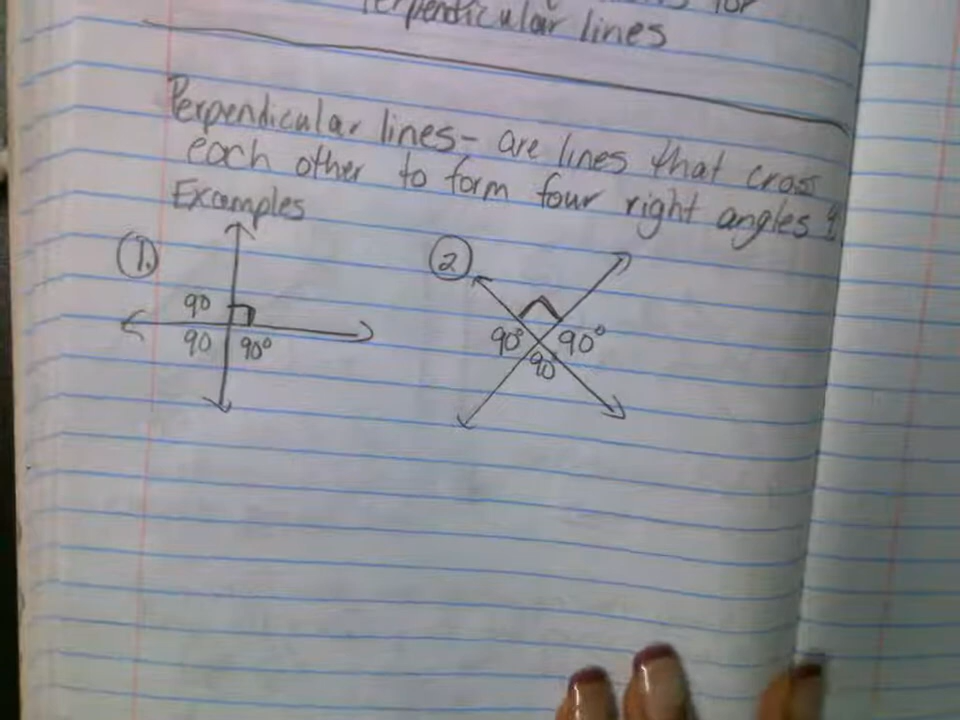 for
Perpendicular lines
Perpendicular lines- are lines that cross
each other to form four right angles!
Examples
1.
90
90 90°
2
90° 90°
90